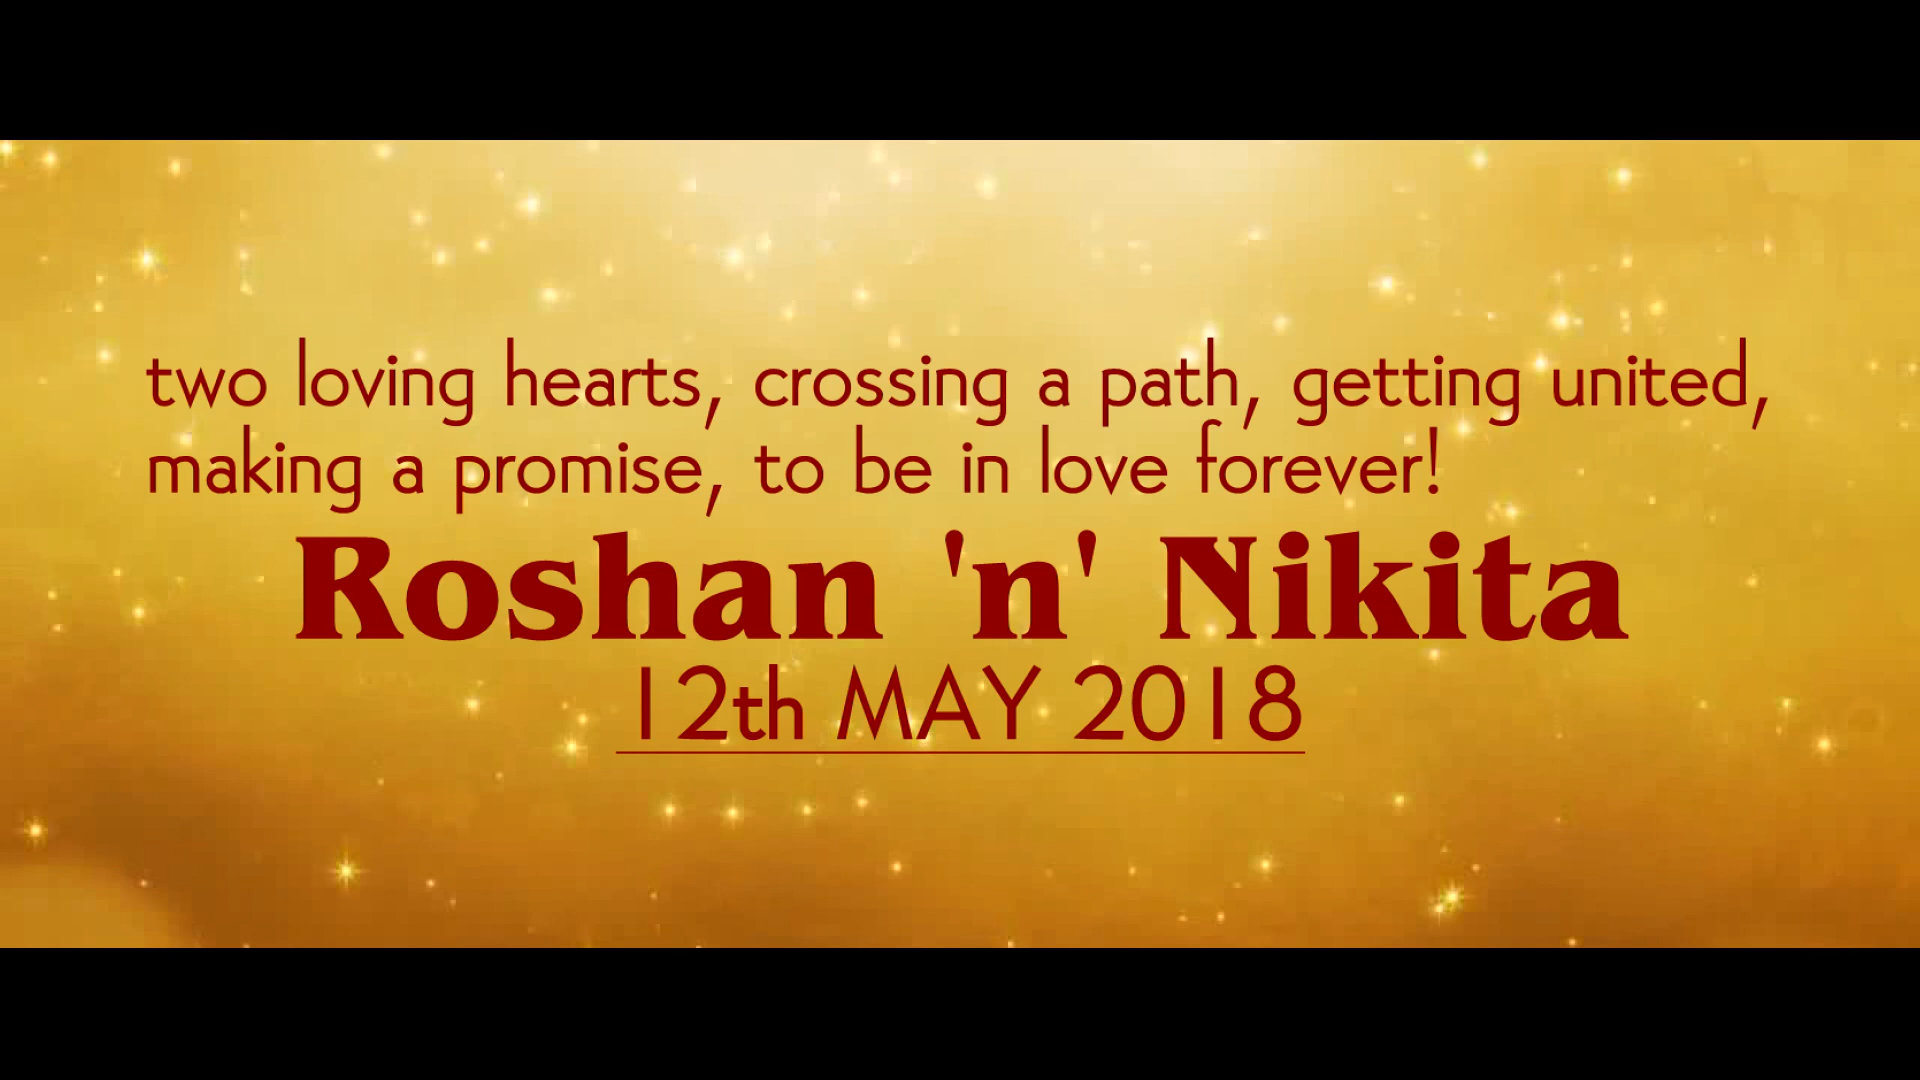 two loving hearts, crossing a path, getting united,
making a promise, to be in love forever!
Roshan 'n' Nikita
12th MAY 2018